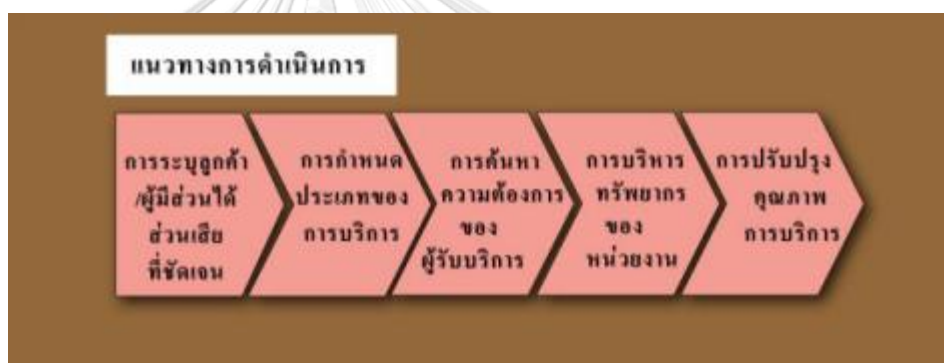 แนวทางการดำเนินการ
การระบุลูกค้า
/ผู้มีส่วนได้
ส่วนเสีย
ที่ชัดเจน
การกำหนด
ประเภทของ
การบริการ
การค้นหา
ความต้องการ
ของ
ผู้รับบริการ
การบริหาร
ทรัพยากร
ของ
หน่วยงาน
การปรับปรุง
คุณภาพ
การบริการ